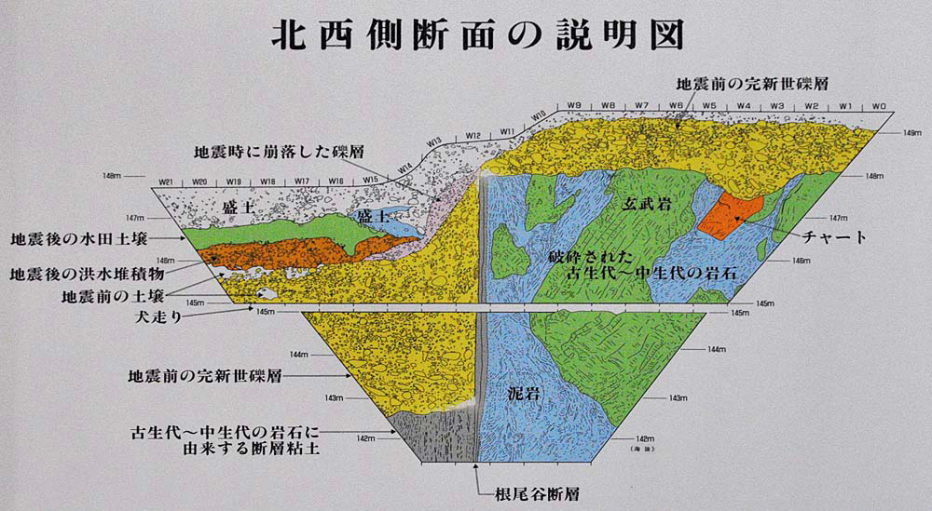 北西側断面の説明図
地震前の完新世礫層
W9 W8 W7 W6 W5 W4 W3 W2 W1 W0
W10
W11
W12
W13
W14
149m
地震時に崩落した礫層
148m
W21 W20 W19 W18 W17 W16 W15
148m
盛土
盛土
玄武岩
147m
147m
地震後の水田土壌
チャート
破砕された
古生代〜中生代の岩石
146m
146m
地震後の洪水堆積物
地震前の土壌
145m
145m
犬走り
145m
145m
144m
144m
地震前の完新世礫層
泥岩
143m
143m
古生代〜中生代の岩石に
由来する断層粘土
142m
142m
(海抜)
根尾谷断層